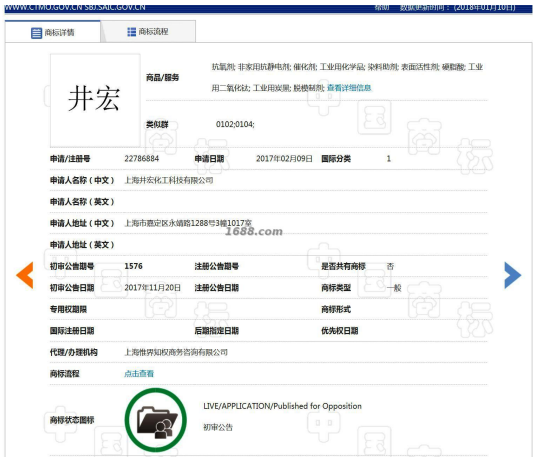 WWW.CTMO.GOV.CN SBJ.SAIC.GOV.CN 帮助 数据更新时间： (2018年01月10日)
商标详情 商标流程
井宏
商品/服务
抗氧剂; 非家用抗静电剂; 催化剂; 工业用化学品; 染料助剂; 表面活性剂; 硬脂酸; 工业
用二氧化钛; 工业用炭黑; 脱模制剂; 查看详细信息
类似群 0102;0104;
申请/注册号 22786884 申请日期 2017年02月09日 国际分类 1
申请人名称（中文） 上海井宏化工科技有限公司
申请人名称（英文）
申请人地址（中文） 上海市嘉定区永靖路1288号3幢1017室
1688.com
申请人地址（英文）
初审公告期号 1576 注册公告期号 是否共有商标 否
初审公告日期 2017年11月20日 注册公告日期 商标类型 一般
专用权期限 商标形式
国际注册日期 后期指定日期 优先权日期
代理/办理机构 上海惟界知权商务咨询有限公司
商标流程 点击查看
商标状态图标
LIVE/APPLICATION/Published for Opposition
初审公告
中国商标
中国商标
中国商标